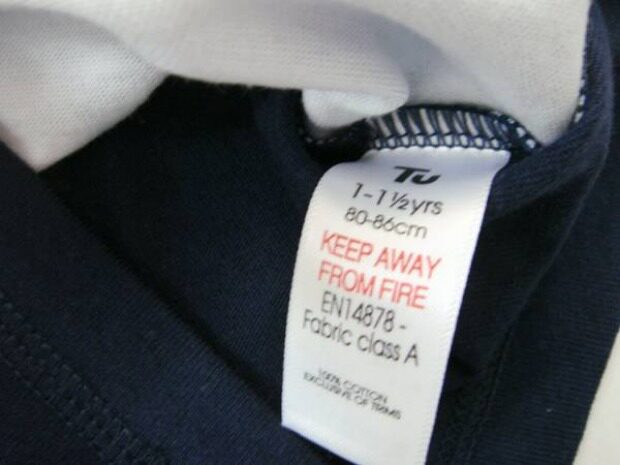 Tu
1-1½yrs
80-86cm
KEEP AWAY
FROM FIRE
EN14878 -
Fabric class A
100% COTTON
EXCLUSIVE OF TRIMS